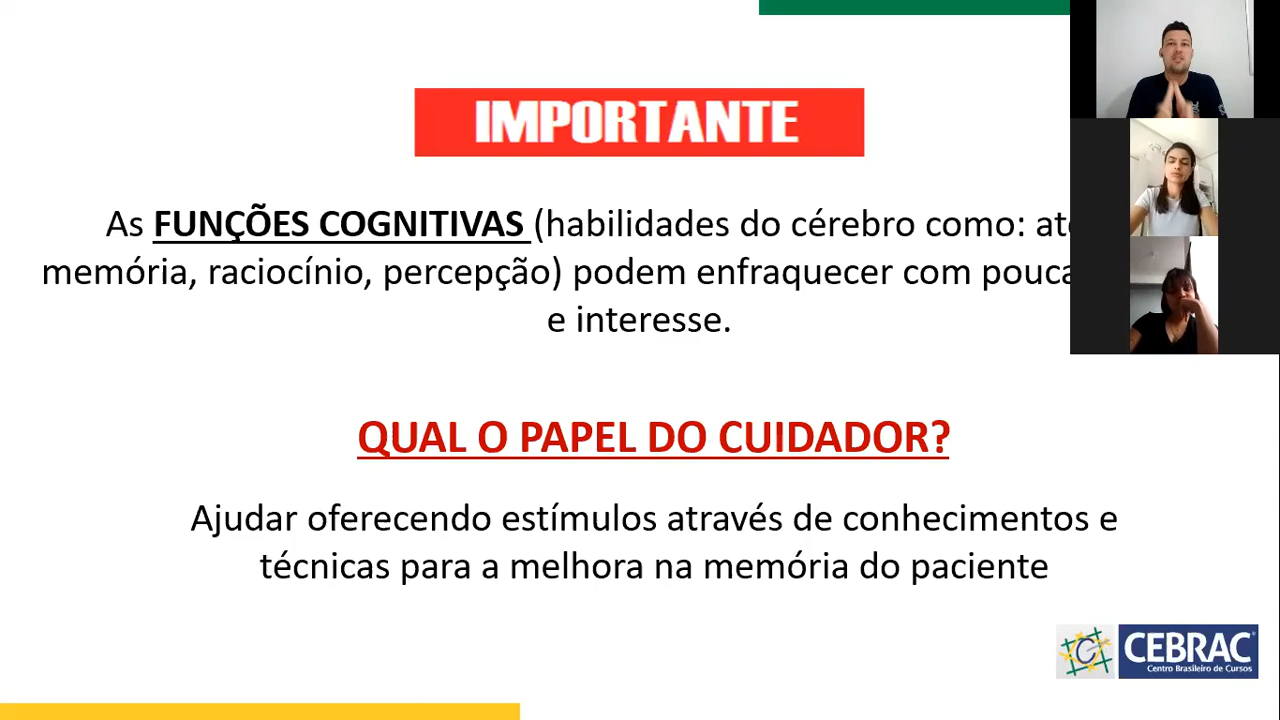 IMPORTANTE
As FUNÇÕES COGNITIVAS (habilidades do cérebro como:
memória, raciocínio, percepção) podem enfraquecer com
e interesse.
QUAL O PAPEL DO CUIDADOR?
Ajudar oferecendo estímulos através de conhecimentos e
técnicas para a melhora na memória do paciente
CEBRAC
Centro Brasileiro de Cursos